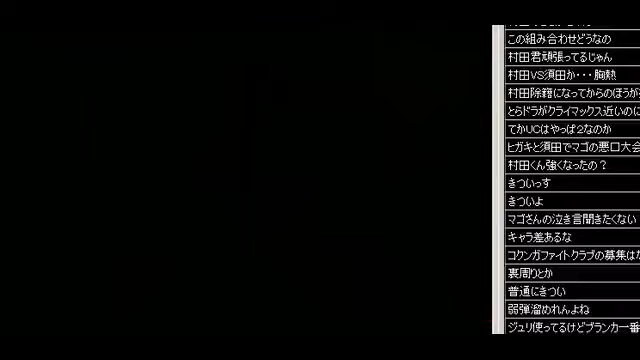 この組み合わせどうなの
村田君頑張ってるじゃん
村田VS須田か・・・胸熱
村田除籍になってからのほうが
とらドラがクライマックス近いのに
てかUCはやっぱ2なのか
ヒガキと須田でマゴの悪口大会
村田くん強くなったの？
きついっす
きついよ
マゴさんの泣き言聞きたくない
キャラ差あるな
コクンガファイトクラブの募集は
裏周りとか
普通にきつい
弱弾溜めれんよね
ジュリ使ってるけどブランカ一番